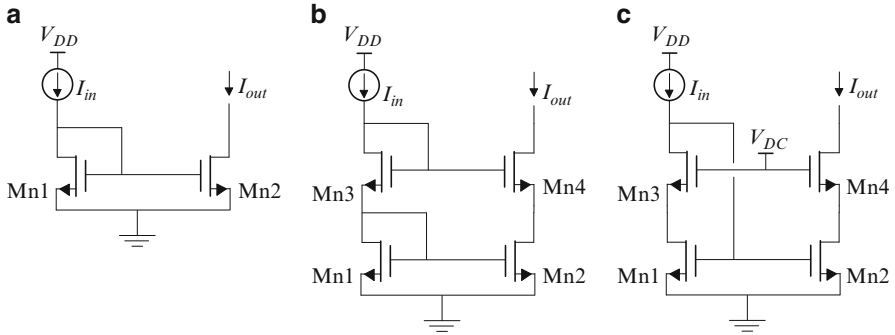 a
V_DD
I_in
I_out
Mn1
Mn2
b
V_DD
I_in
I_out
Mn3
Mn4
Mn1
Mn2
c
V_DD
I_in
I_out
V_DC
Mn3
Mn4
Mn1
Mn2